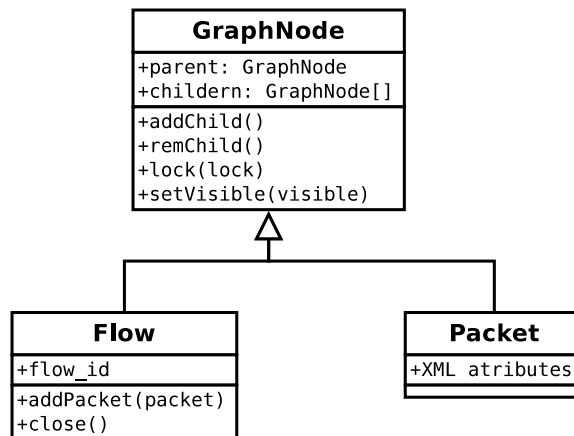 GraphNode
+parent: GraphNode
+childern: GraphNode[]
+addChild()
+remChild()
+lock(lock)
+setVisible(visible)
Flow
+flow_id
+addPacket(packet)
+close()
Packet
+XML atributes